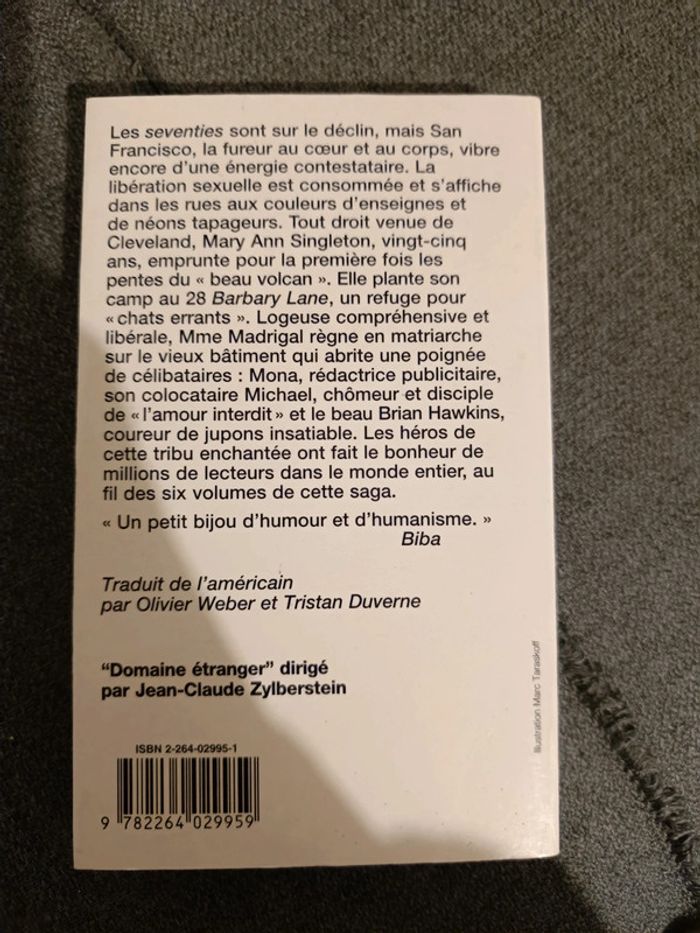 Les seventies sont sur le déclin, mais San
Francisco, la fureur au cœur et au corps, vibre
encore d'une énergie contestataire. La
libération sexuelle est consommée et s'affiche
dans les rues aux couleurs d'enseignes et
de néons tapageurs. Tout droit venue de
Cleveland, Mary Ann Singleton, vingt-cinq
ans, emprunte pour la première fois les
pentes du « beau volcan ». Elle plante son
camp au 28 Barbary Lane, un refuge pour
« chats errants ». Logeuse compréhensive et
libérale, Mme Madrigal règne en matriarche
sur le vieux bâtiment qui abrite une poignée
de célibataires : Mona, rédactrice publicitaire,
son colocataire Michael, chômeur et disciple
de « l'amour interdit » et le beau Brian Hawkins,
coureur de jupons insatiable. Les héros de
cette tribu enchantée ont fait le bonheur de
millions de lecteurs dans le monde entier, au
fil des six volumes de cette saga.
« Un petit bijou d'humour et d'humanisme. »
Biba
Traduit de l'américain
par Olivier Weber et Tristan Duverne
"Domaine étranger" dirigé
par Jean-Claude Zylberstein
Illustration Marc Taraskoff
ISBN 2-264-02995-1
9 782264 029959